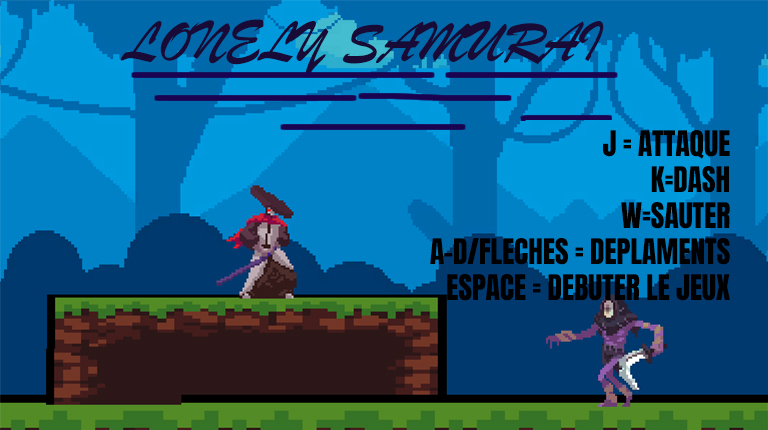 LONELY SAMURAI
J = ATTAQUE
K=DASH
W=SAUTER
A-D/FLECHES = DEPLAMENTS
ESPACE = DEBUTER LE JEUX